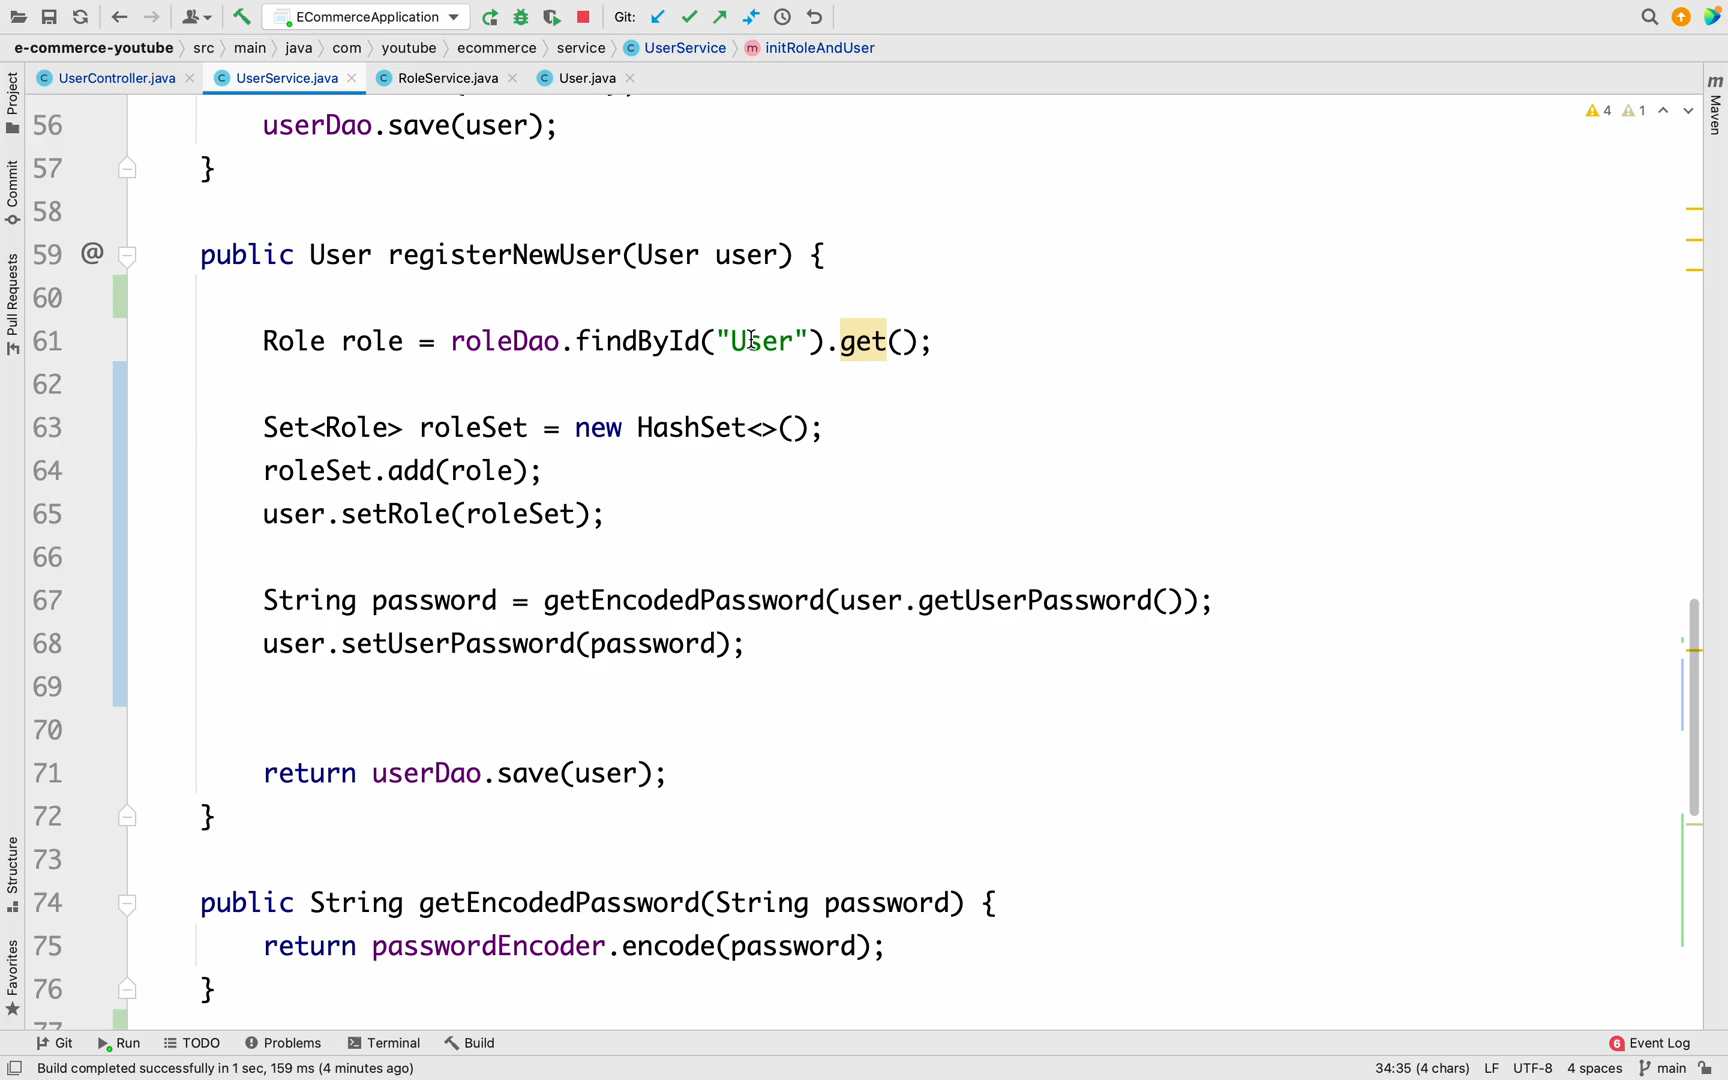 ECommerceApplication Git:
e-commerce-youtube src main java com youtube ecommerce service UserService initRoleAndUser
UserController.java UserService.java RoleService.java User.java
Project
Commit
Pull Requests
Structure
Favorites
m
Maven
4 1
56 userDao.save(user);
57 }
58
59 @ public User registerNewUser(User user) {
60
61 Role role = roleDao.findById("User").get();
62
63 Set<Role> roleSet = new HashSet<>();
64 roleSet.add(role);
65 user.setRole(roleSet);
66
67 String password = getEncodedPassword(user.getUserPassword());
68 user.setUserPassword(password);
69
70
71 return userDao.save(user);
72 }
73
74 public String getEncodedPassword(String password) {
75 return passwordEncoder.encode(password);
76 }
77
Git Run TODO Problems Terminal Build 6 Event Log
Build completed successfully in 1 sec, 159 ms (4 minutes ago) 34:35 (4 chars) LF UTF-8 4 spaces main